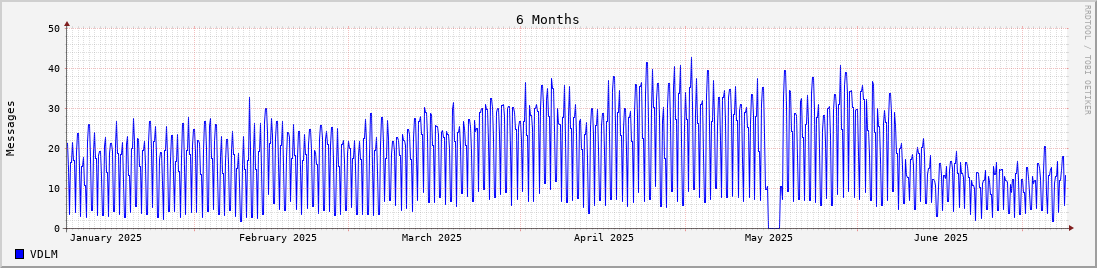 6 Months
RRDTOOL / TOBI OETIKER
Messages
50
40
30
20
10
0
January 2025 February 2025 March 2025 April 2025 May 2025 June 2025
VDLM